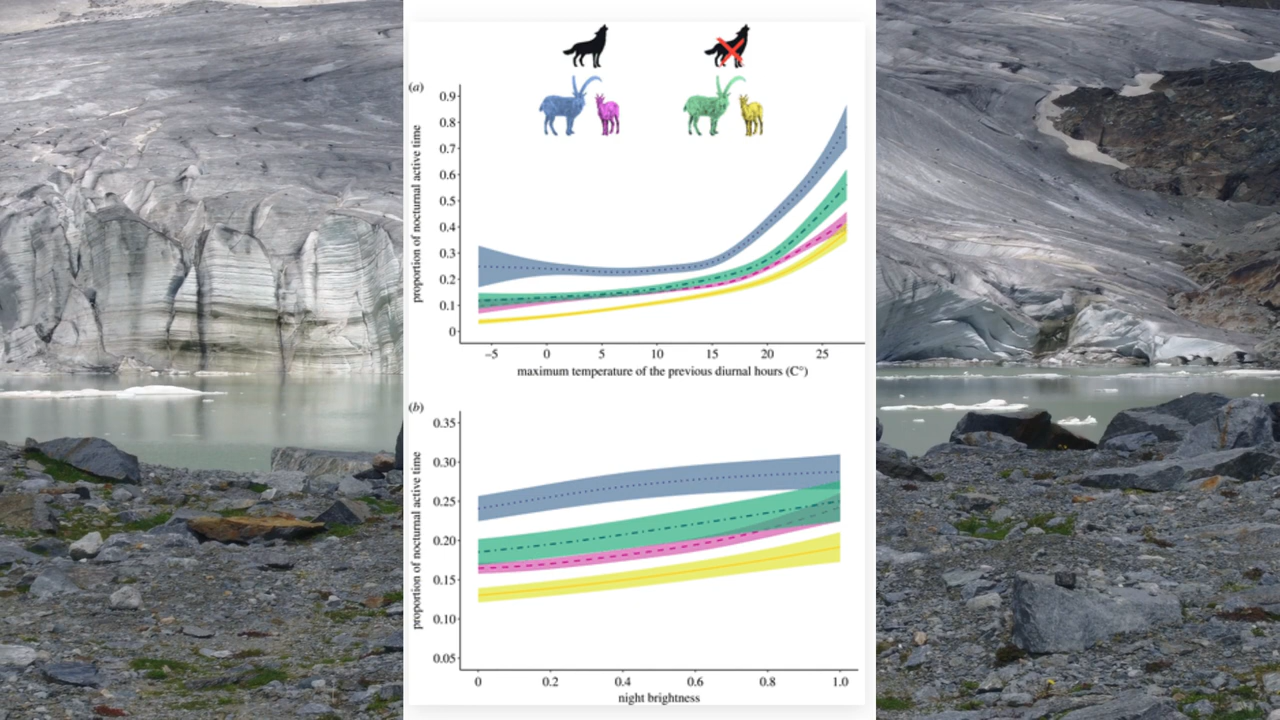 (a)
proportion of nocturnal active time
0.9
0.8
0.7
0.6
0.5
0.4
0.3
0.2
0.1
0
−5 0 5 10 15 20 25
maximum temperature of the previous diurnal hours (C°)
(b)
proportion of nocturnal active time
0.35
0.30
0.25
0.20
0.15
0.10
0.05
0 0.2 0.4 0.6 0.8 1.0
night brightness